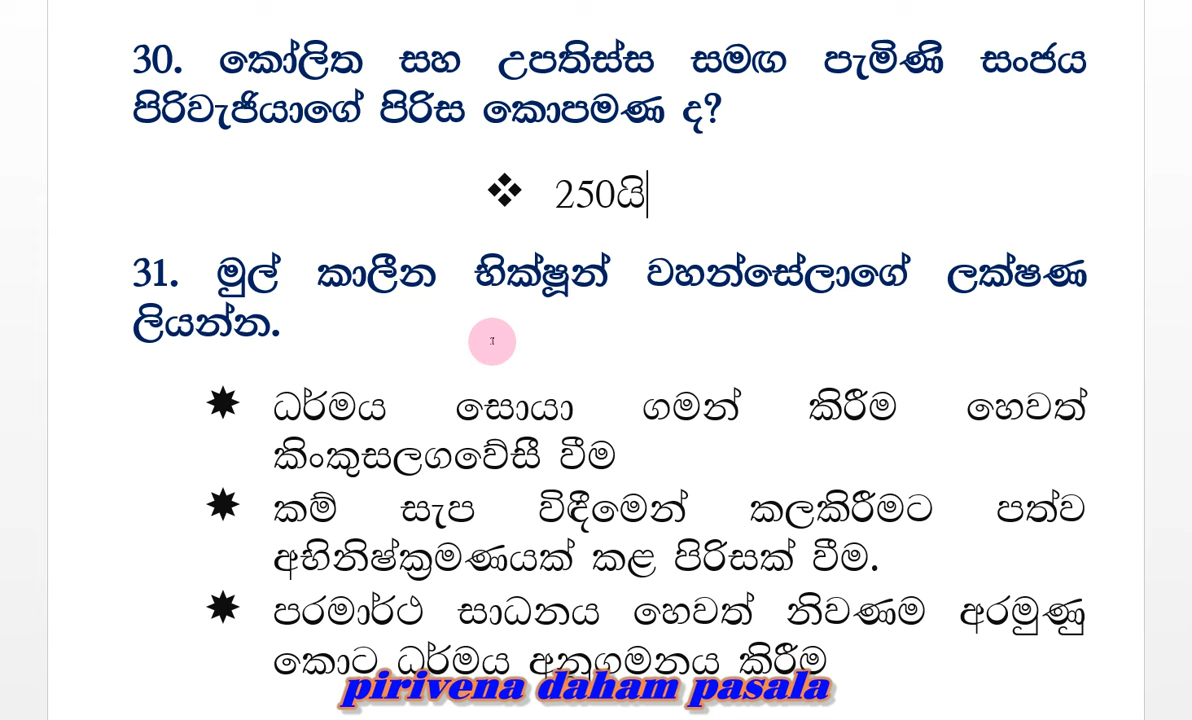 30. කෝලිත සහ උපතිස්ස සමඟ පැමිණි සංජය
පිරිවැජියාගේ පිරිස කොපමණ ද?
❖ 250යි
31. මුල් කාලීන භික්ෂූන් වහන්සේලාගේ ලක්ෂණ
ලියන්න.
✷ ධර්මය සොයා ගමන් කිරීම හෙවත්
කිංකුසලගවේසී වීම
✷ කම් සැප විඳීමෙන් කලකිරීමට පත්ව
අභිනිෂ්ක්‍රමණයක් කළ පිරිසක් වීම.
✷ පරමාර්ථ සාධනය හෙවත් නිවණම අරමුණු
කොට ධර්මය අනුගමනය කිරීම
pirivena daham pasala